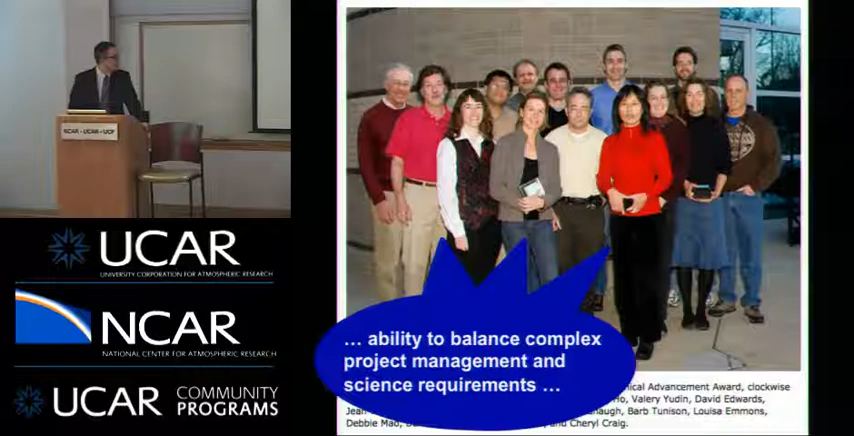 NCAR • UCAR • UCP
UCAR
UNIVERSITY CORPORATION FOR ATMOSPHERIC RESEARCH
NCAR
NATIONAL CENTER FOR ATMOSPHERIC RESEARCH
UCAR COMMUNITY
PROGRAMS
… ability to balance complex
project management and
science requirements …
nical Advancement Award, clockwise
Ho, Valery Yudin, David Edwards,
Jean
naugh, Barb Tunison, Louisa Emmons,
Debbie Mao,
and Cheryl Craig.